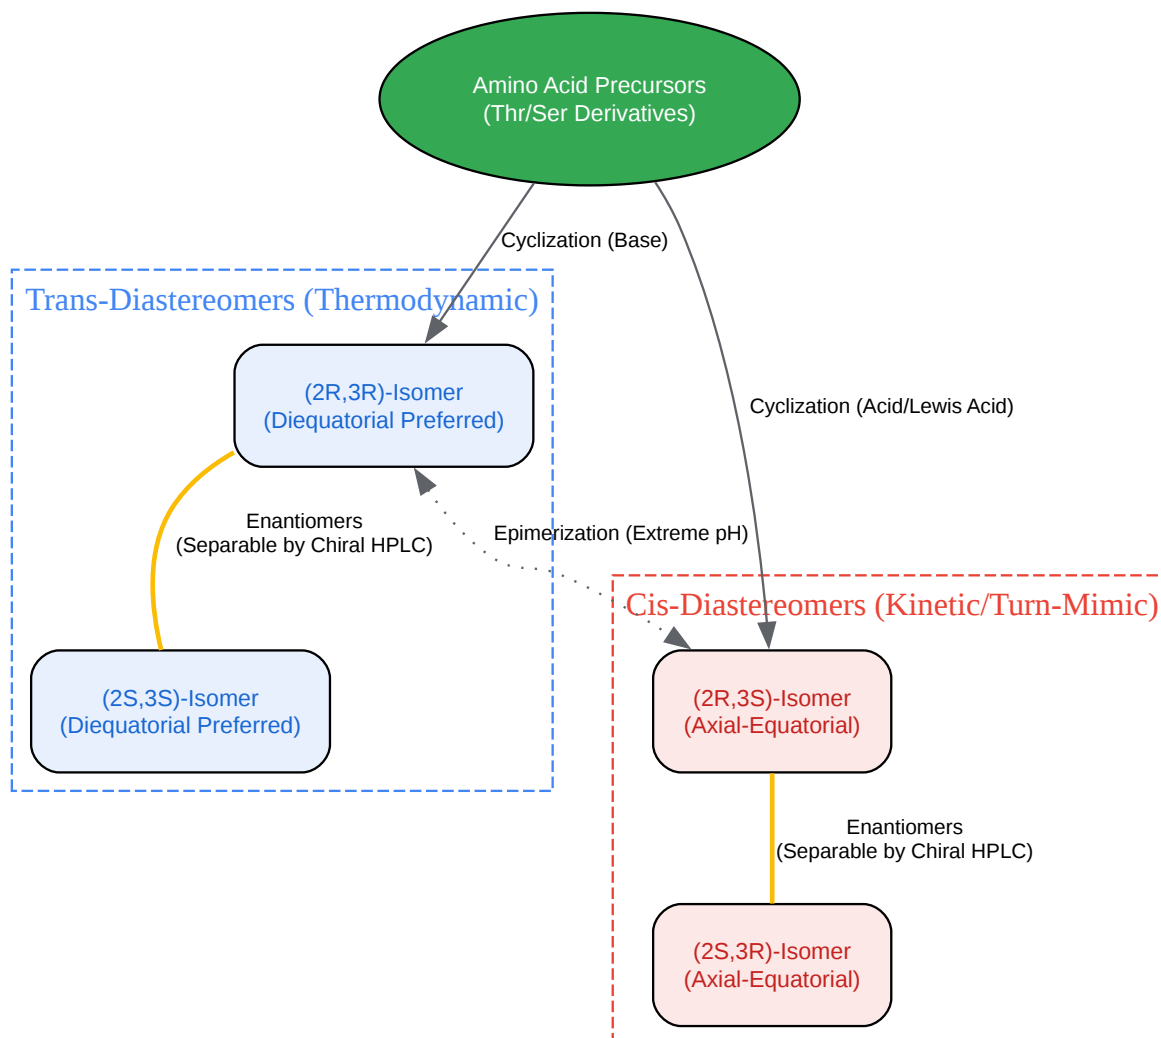 Amino Acid Precursors
(Thr/Ser Derivatives)
Cyclization (Base)
Trans-Diastereomers (Thermodynamic)
(2R,3R)-Isomer
(Diequatorial Preferred)
Cyclization (Acid/Lewis Acid)
Enantiomers
(Separable by Chiral HPLC)
Epimerization (Extreme pH)
Cis-Diastereomers (Kinetic/Turn-Mimic)
(2S,3S)-Isomer
(Diequatorial Preferred)
(2R,3S)-Isomer
(Axial-Equatorial)
Enantiomers
(Separable by Chiral HPLC)
(2S,3R)-Isomer
(Axial-Equatorial)